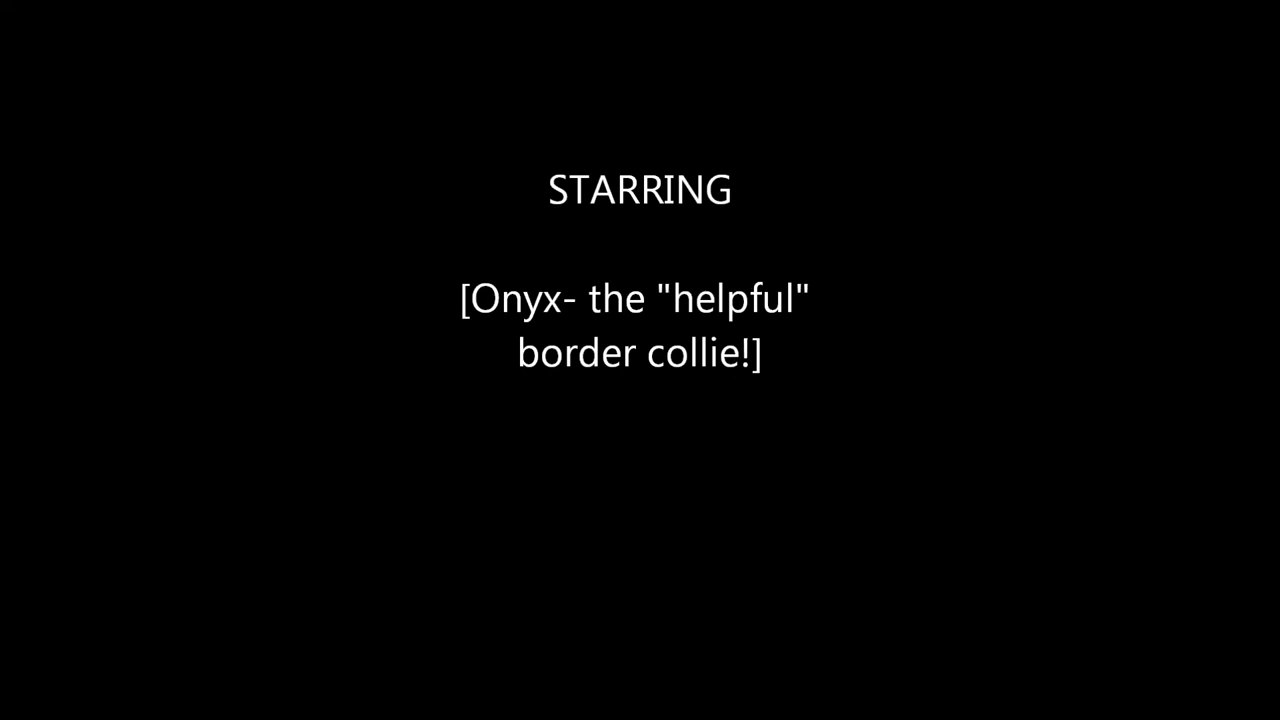 STARRING
[Onyx- the "helpful"
border collie!]